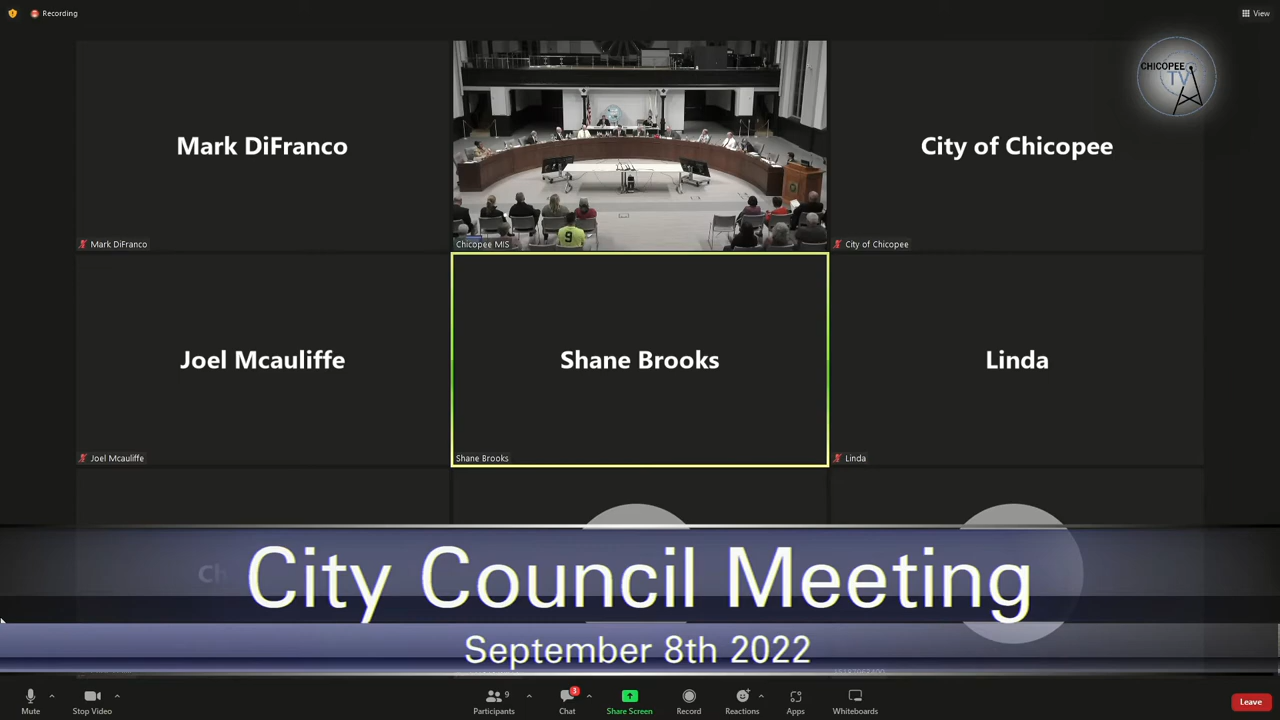 Recording
View
CHICOPEE
TV
Mark DiFranco
City of Chicopee
Mark DiFranco
Chicopee MIS
9
City of Chicopee
Joel Mcauliffe
Shane Brooks
Linda
Joel Mcauliffe
Shane Brooks
Linda
Ch
City Council Meeting
September 8th 2022
Mute
Stop Video
Participants
9
Chat
3
Share Screen
Record
Reactions
Apps
Whiteboards
Leave